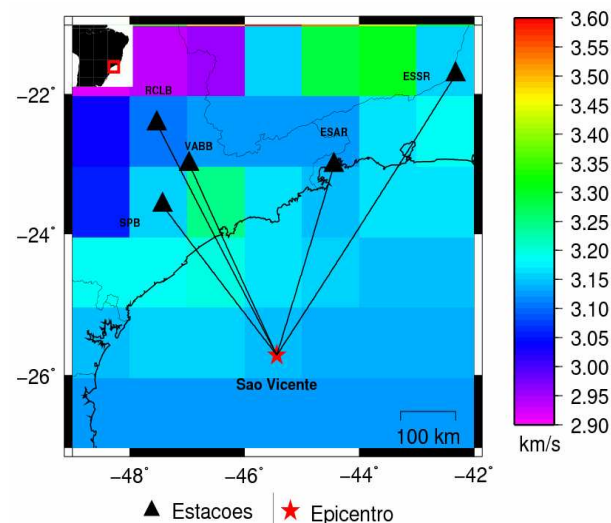 3.60
3.55
3.50
3.45
3.40
3.35
3.30
3.25
3.20
3.15
3.10
3.05
3.00
2.95
2.90
km/s
−22
−24
−26
ESSR
RCLB
VABB
ESAR
SPB
Sao Vicente
100 km
−48˚
−46˚
−44˚
−42˚
Estacoes
Epicentro